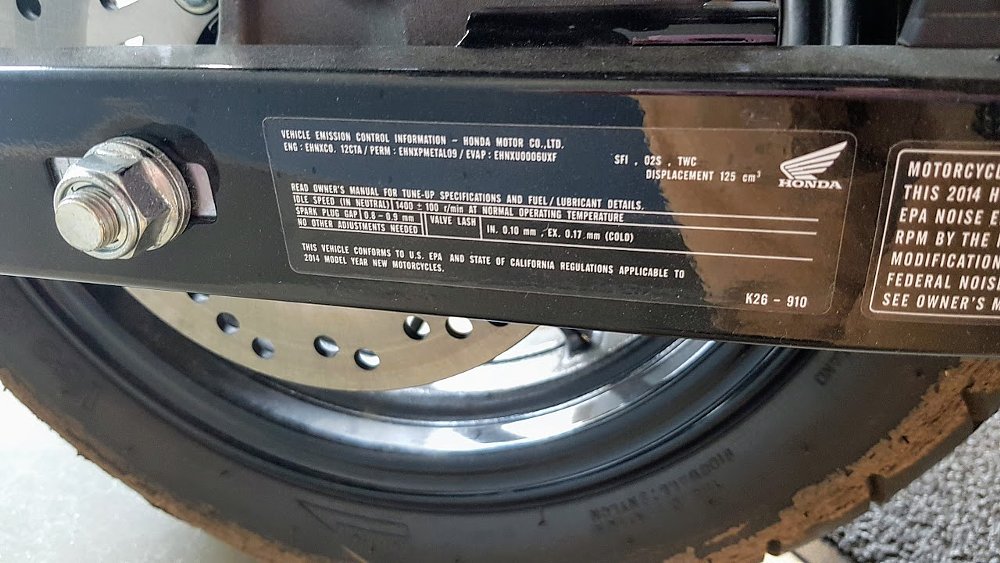 VEHICLE EMISSION CONTROL INFORMATION - HONDA MOTOR CO.,LTD.
ENG : EHNXC0. 12CTA / PERM : EHNXPMETAL09 / EVAP : EHNXU0006UXF
SFI , O2S , TWC
DISPLACEMENT 125 cm³
HONDA
READ OWNER'S MANUAL FOR TUNE-UP SPECIFICATIONS AND FUEL/LUBRICANT DETAILS.
IDLE SPEED (IN NEUTRAL) 1400 ± 100 r/min AT NORMAL OPERATING TEMPERATURE
SPARK PLUG GAP 0.8 - 0.9 mm VALVE LASH IN. 0.10 mm , EX. 0.17 mm (COLD)
NO OTHER ADJUSTMENTS NEEDED
THIS VEHICLE CONFORMS TO U.S. EPA AND STATE OF CALIFORNIA REGULATIONS APPLICABLE TO
2014 MODEL YEAR NEW MOTORCYCLES.
K26 - 910
MOTORCYCL
THIS 2014 H
EPA NOISE E
RPM BY THE
MODIFICATION
FEDERAL NOIS
SEE OWNER'S M